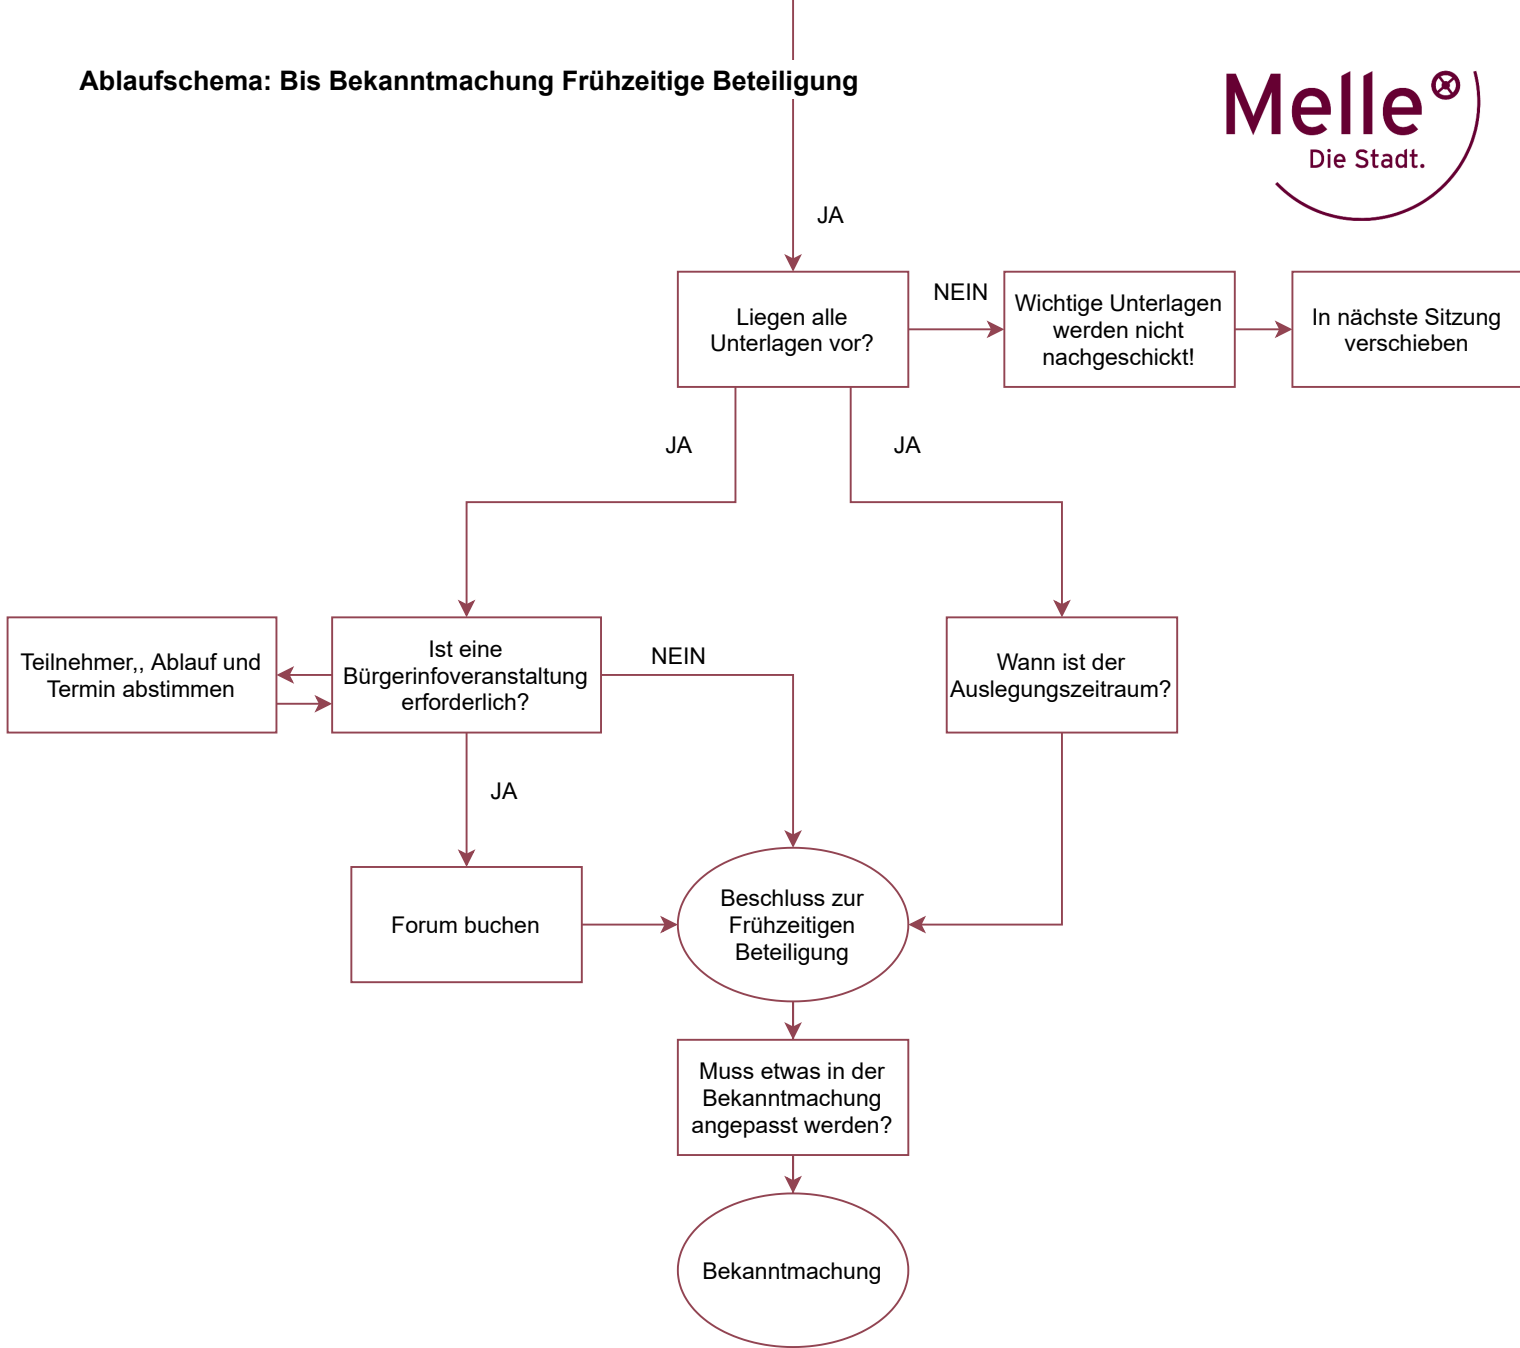 Ablaufschema: Bis Bekanntmachung Frühzeitige Beteiligung
Melle
Die Stadt.
JA
Liegen alle
Unterlagen vor?
NEIN
Wichtige Unterlagen
werden nicht
nachgeschickt!
In nächste Sitzung
verschieben
JA
JA
Teilnehmer,, Ablauf und
Termin abstimmen
Ist eine
Bürgerinfoveranstaltung
erforderlich?
NEIN
Wann ist der
Auslegungszeitraum?
JA
Forum buchen
Beschluss zur
Frühzeitigen
Beteiligung
Muss etwas in der
Bekanntmachung
angepasst werden?
Bekanntmachung